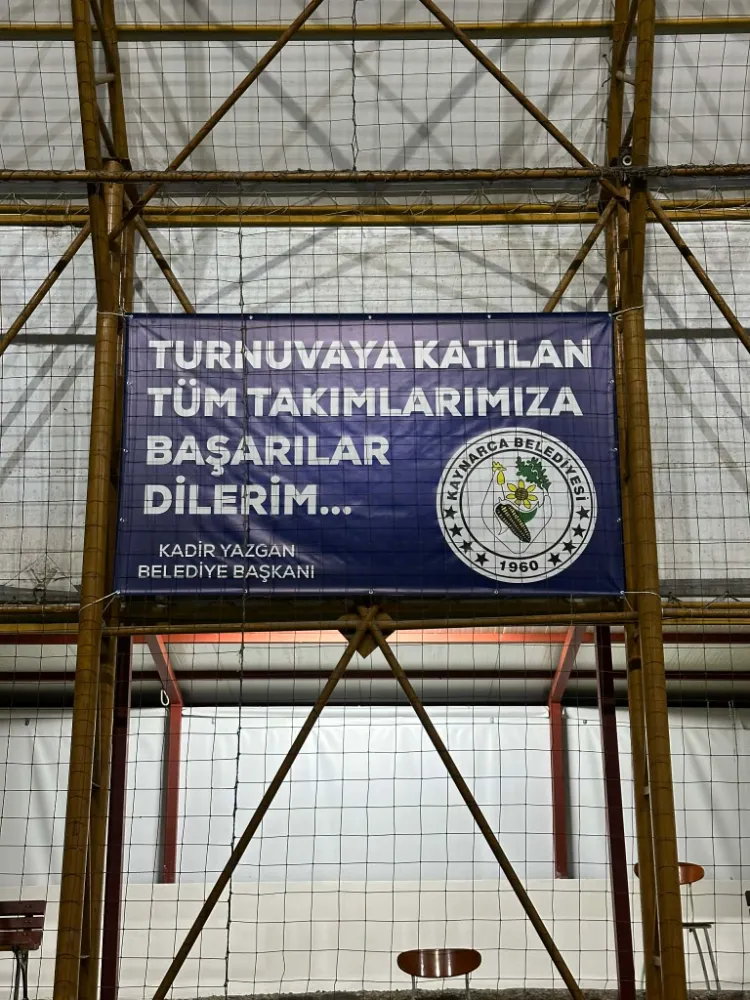 TURNUVAYA KATILAN
TÜM TAKIMLARIMIZA
BAŞARILAR
DİLERİM...
KADİR YAZGAN
BELEDİYE BAŞKANI
KAYNARCA BELEDİYESİ
1960